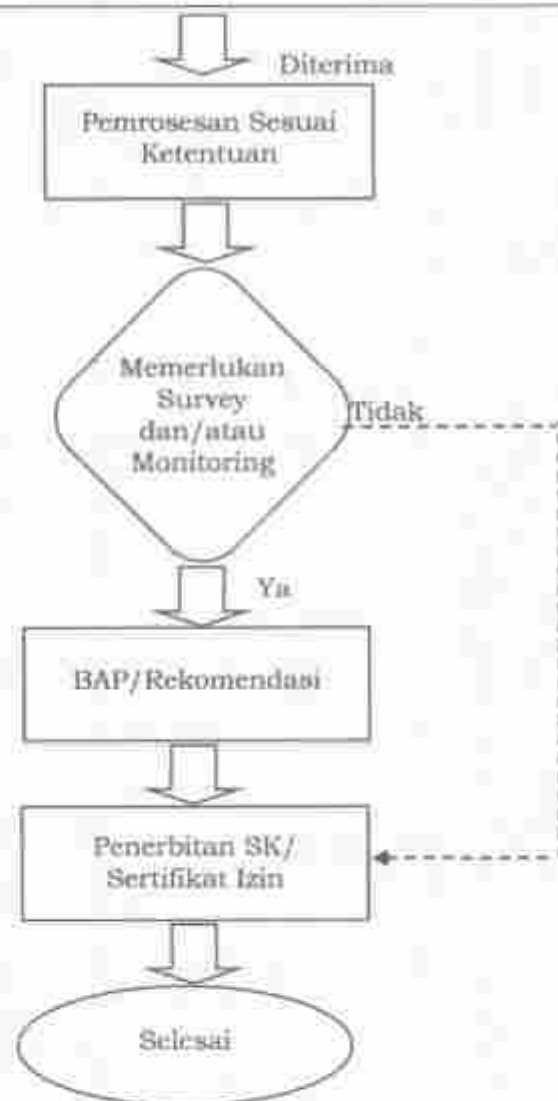 Diterima
Pemrosesan Sesuai
Ketentuan
Memerlukan
Survey
dan/atau
Monitoring
Tidak
Ya
BAP/Rekomendasi
Penerbitan SK/
Sertifikat Izin
Selesai